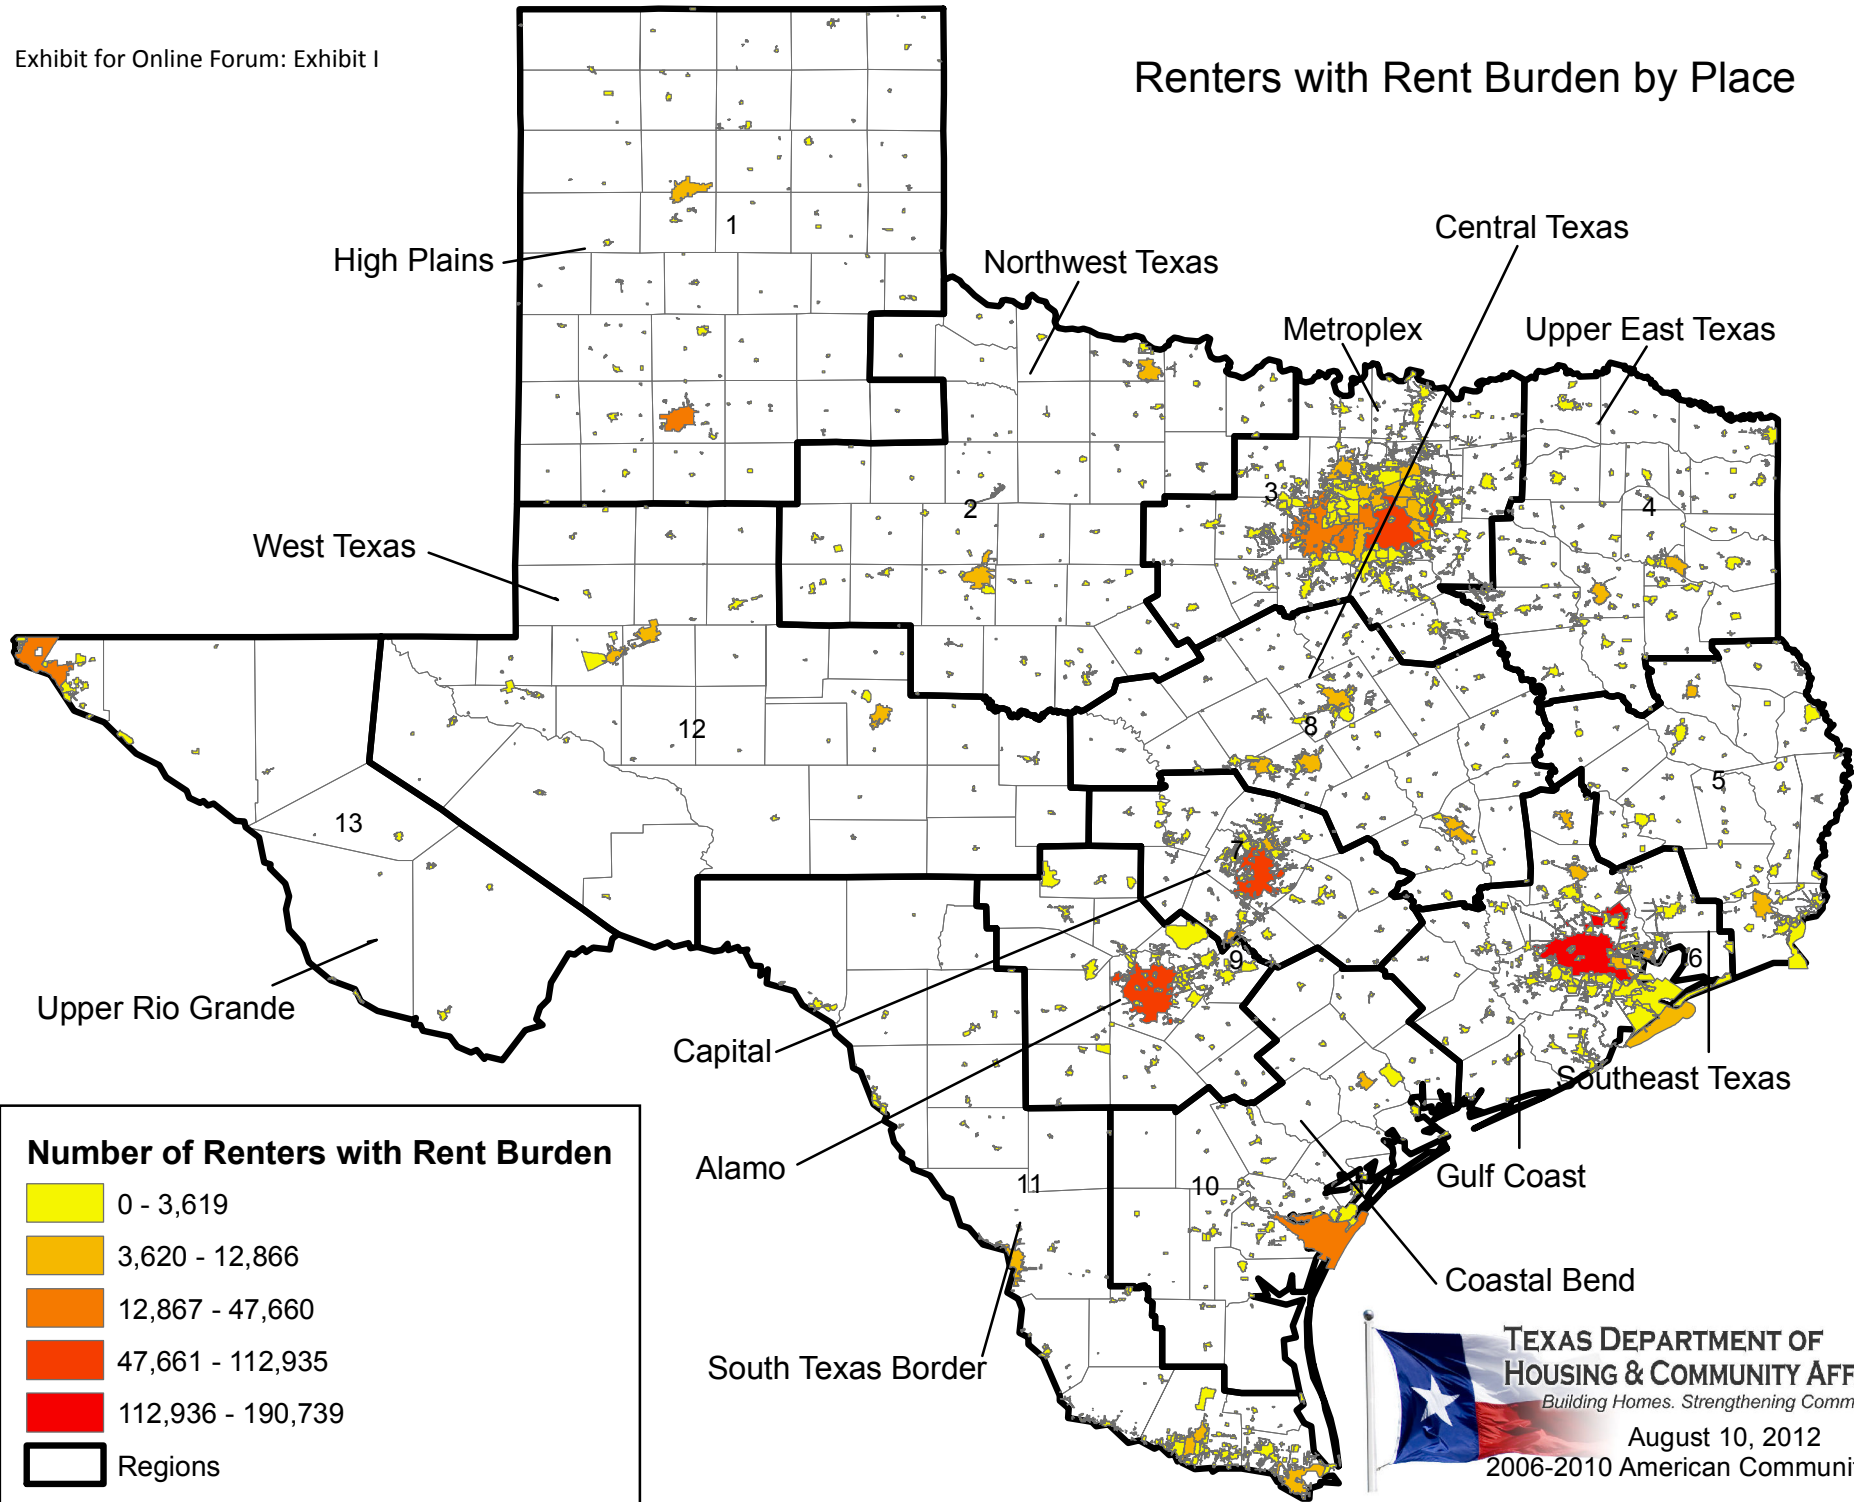 Exhibit for Online Forum: Exhibit I
Renters with Rent Burden by Place
High Plains
1
Northwest Texas
Central Texas
Metroplex
Upper East Texas
West Texas
2
3
4
12
8
5
13
7
9
6
Upper Rio Grande
Capital
Southeast Texas
Alamo
11
10
Gulf Coast
Coastal Bend
South Texas Border
Number of Renters with Rent Burden
0 - 3,619
3,620 - 12,866
12,867 - 47,660
47,661 - 112,935
112,936 - 190,739
Regions
TEXAS DEPARTMENT OF
HOUSING & COMMUNITY AFF
Building Homes. Strengthening Comm
August 10, 2012
2006-2010 American Communit